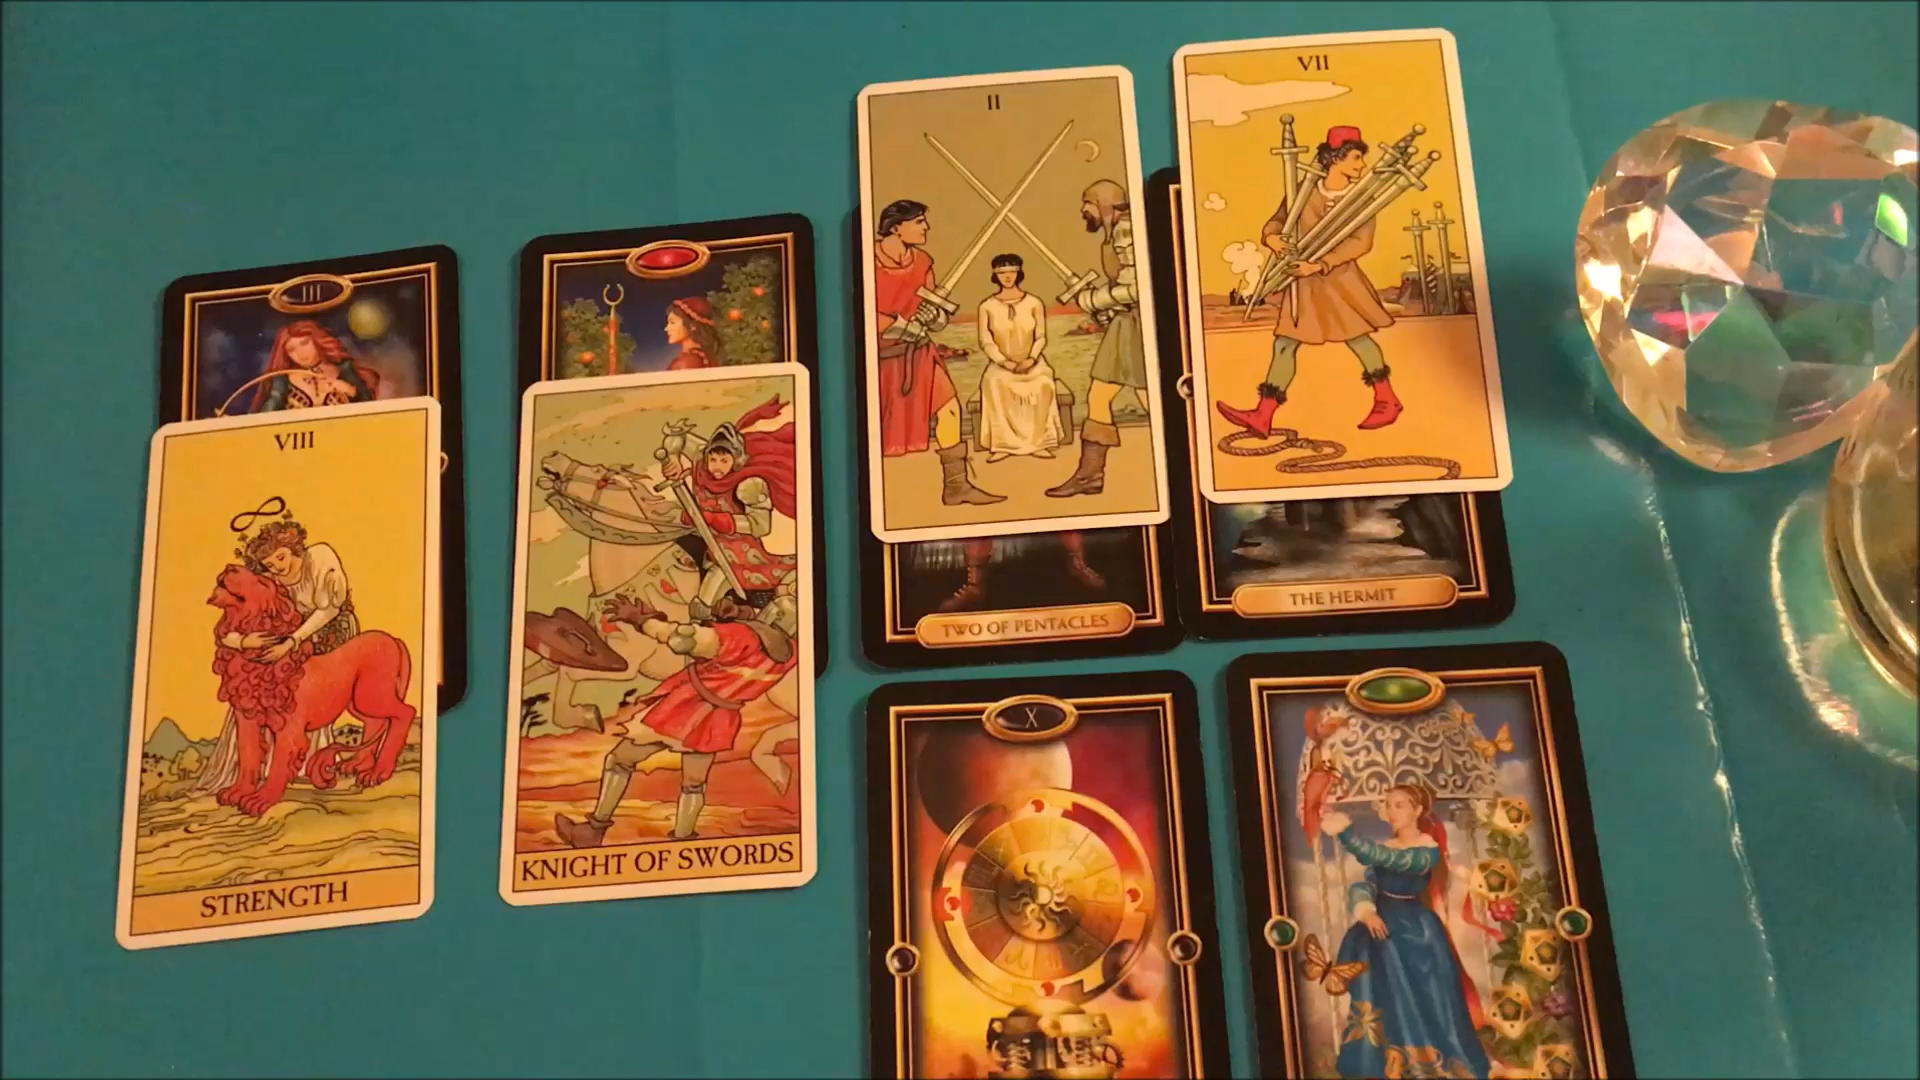 III
VIII
STRENGTH
KNIGHT OF SWORDS
II
TWO OF PENTACLES
VII
THE HERMIT
X